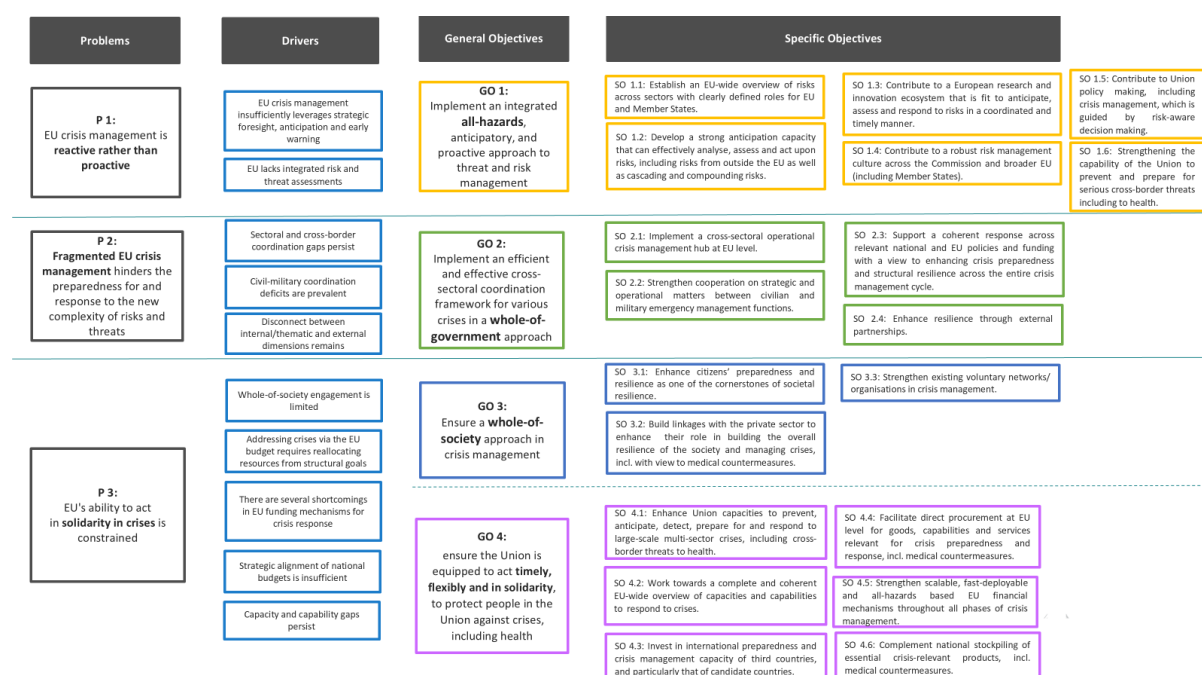 Problems
Drivers
General Objectives
Specific Objectives
P 1:
EU crisis management is
reactive rather than
proactive
EU crisis management
insufficiently leverages strategic
foresight, anticipation and early
warning
EU lacks integrated risk and
threat assessments
GO 1:
Implement an integrated
all-hazards,
anticipatory, and
proactive approach to
threat and risk
management
SO 1.1: Establish an EU-wide overview of risks
across sectors with clearly defined roles for EU
and Member States.
SO 1.2: Develop a strong anticipation capacity
that can effectively analyse, assess and act upon
risks, including risks from outside the EU as well
as cascading and compounding risks.
SO 1.3: Contribute to a European research and
innovation ecosystem that is fit to anticipate,
assess and respond to risks in a coordinated and
timely manner.
SO 1.4: Contribute to a robust risk management
culture across the Commission and broader EU
(including Member States).
SO 1.5: Contribute to Union
policy making, including
crisis management, which is
guided by risk-aware
decision making.
SO 1.6: Strengthening the
capability of the Union to
prevent and prepare for
serious cross-border threats
including to health.
P 2:
Fragmented EU crisis
management hinders the
preparedness for and
response to the new
complexity of risks and
threats
Sectoral and cross-border
coordination gaps persist
Civil-military coordination
deficits are prevalent
Disconnect between
internal/thematic and external
dimensions remains
GO 2:
Implement an efficient
and effective cross-
sectoral coordination
framework for various
crises in a whole-of-
government approach
SO 2.1: Implement a cross-sectoral operational
crisis management hub at EU level.
SO 2.2: Strengthen cooperation on strategic and
operational matters between civilian and
military emergency management functions.
SO 2.3: Support a coherent response across
relevant national and EU policies and funding
with a view to enhancing crisis preparedness
and structural resilience across the entire crisis
management cycle.
SO 2.4: Enhance resilience through external
partnerships.
P 3:
EU's ability to act
in solidarity in crises is
constrained
Whole-of-society engagement is
limited
Addressing crises via the EU
budget requires reallocating
resources from structural goals
There are several shortcomings
in EU funding mechanisms for
crisis response
Strategic alignment of national
budgets is insufficient
Capacity and capability gaps
persist
GO 3:
Ensure a whole-of-
society approach in
crisis management
SO 3.1: Enhance citizens' preparedness and
resilience as one of the cornerstones of societal
resilience.
SO 3.2: Build linkages with the private sector to
enhance their role in building the overall
resilience of the society and managing crises,
incl. with view to medical countermeasures.
SO 3.3: Strengthen existing voluntary networks/
organisations in crisis management.
GO 4:
ensure the Union is
equipped to act timely,
flexibly and in solidarity,
to protect people in the
Union against crises,
including health
SO 4.1: Enhance Union capacities to prevent,
anticipate, detect, prepare for and respond to
large-scale multi-sector crises, including cross-
border threats to health.
SO 4.2: Work towards a complete and coherent
EU-wide overview of capacities and capabilities
to respond to crises.
SO 4.3: Invest in international preparedness and
crisis management capacity of third countries,
and particularly that of candidate countries.
SO 4.4: Facilitate direct procurement at EU
level for goods, capabilities and services
relevant for crisis preparedness and
response, incl. medical countermeasures.
SO 4.5: Strengthen scalable, fast-deployable
and all-hazards based EU financial
mechanisms throughout all phases of crisis
management.
SO 4.6: Complement national stockpiling of
essential crisis-relevant products, incl.
medical countermeasures.